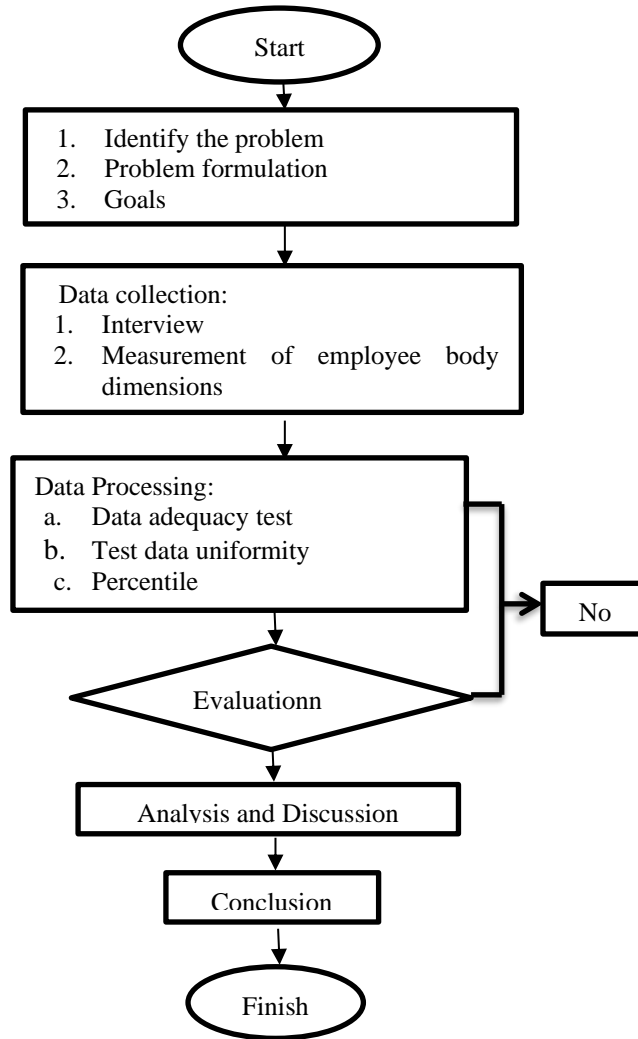 Start
1. Identify the problem
2. Problem formulation
3. Goals
Data collection:
1. Interview
2. Measurement of employee body
dimensions
Data Processing:
a. Data adequacy test
b. Test data uniformity
c. Percentile
No
Evaluationn
Analysis and Discussion
Conclusion
Finish